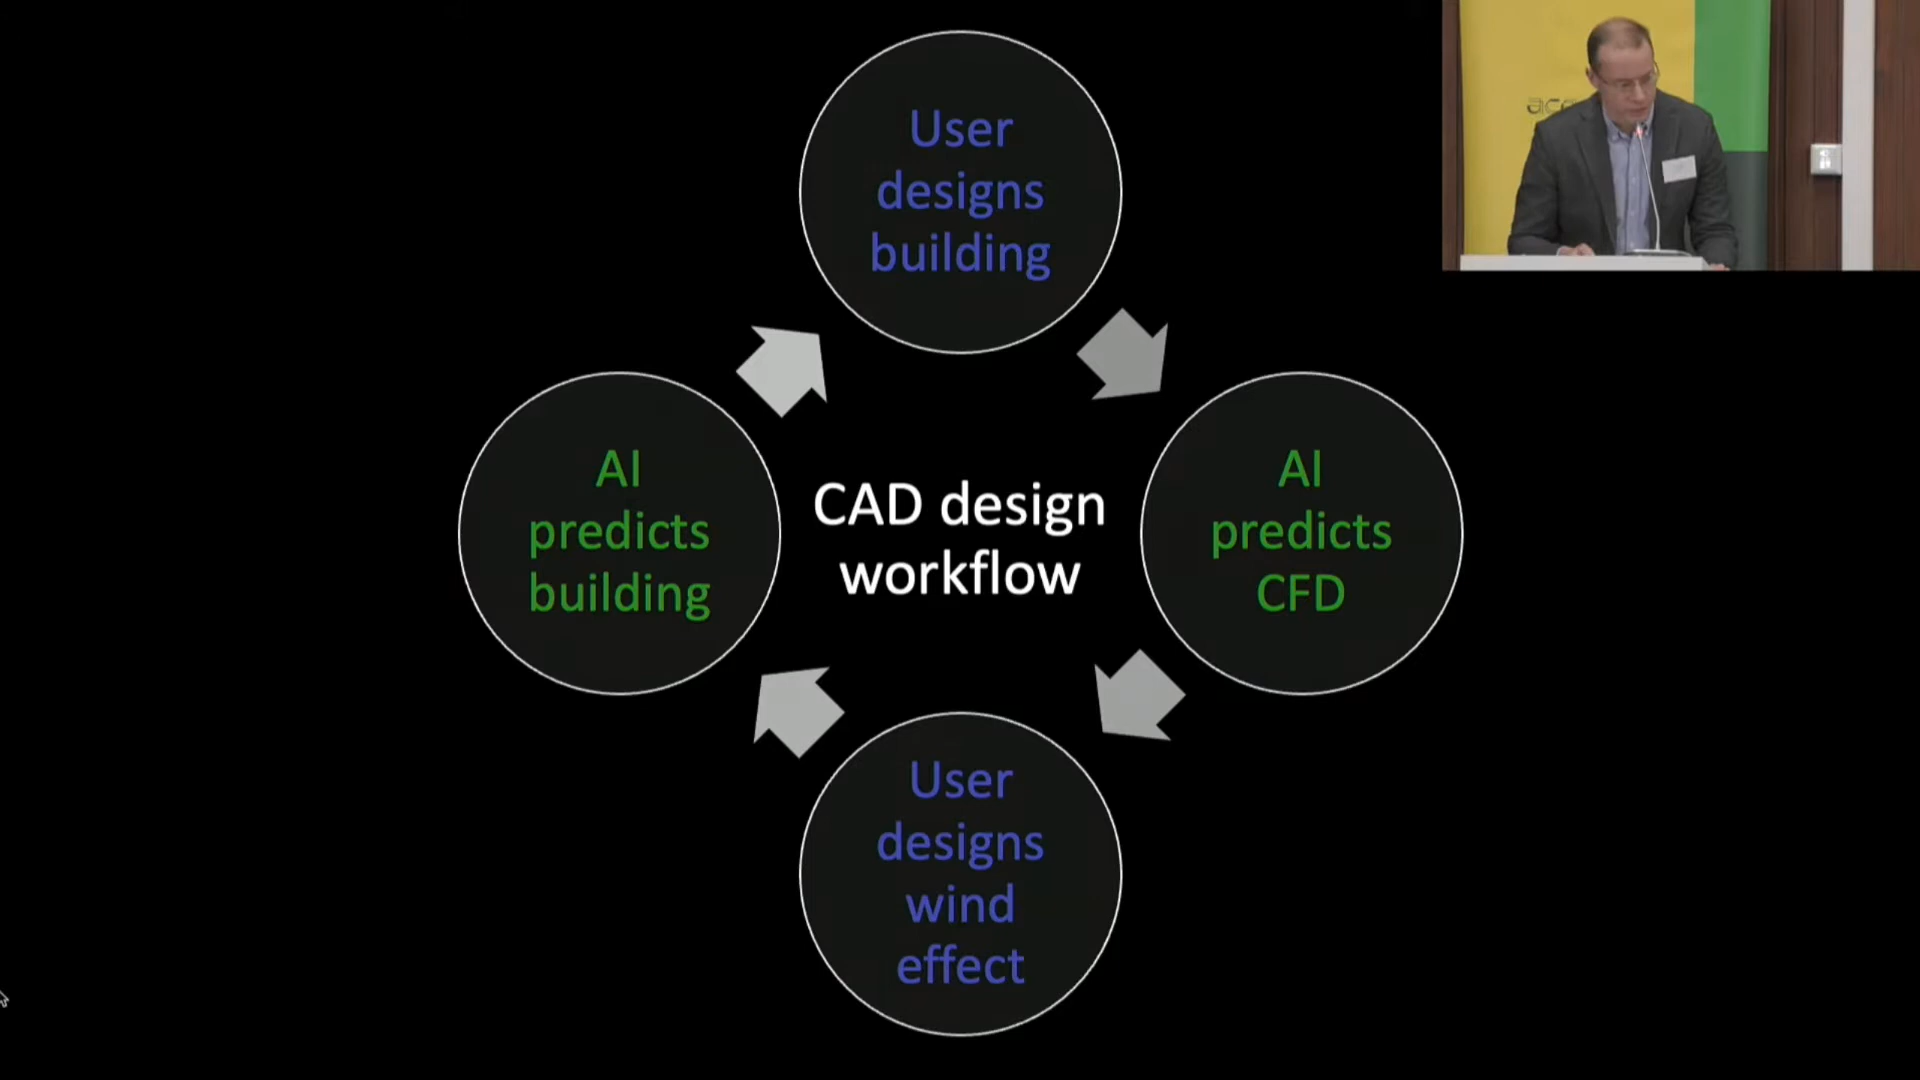 User
designs
building
AI
predicts
building
CAD design
workflow
AI
predicts
CFD
User
designs
wind
effect